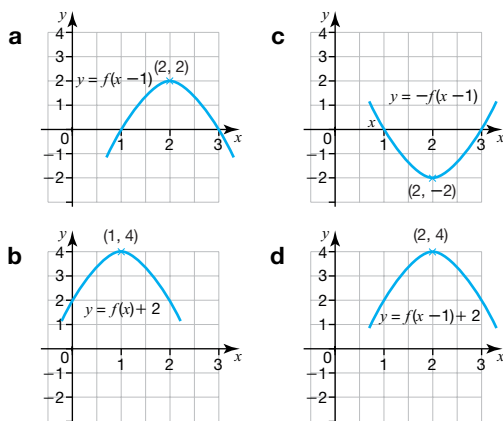 a
y
4
3
2
1
0
−1
−2
1
2
3
x
y = f(x − 1)
(2, 2)
c
y
4
3
2
1
x
0
−1
−2
1
2
3
x
y = −f(x − 1)
(2, −2)
b
y
4
3
2
1
0
−1
−2
1
2
3
x
(1, 4)
y = f(x) + 2
d
y
4
3
2
1
0
−1
−2
1
2
3
x
(2, 4)
y = f(x − 1) + 2